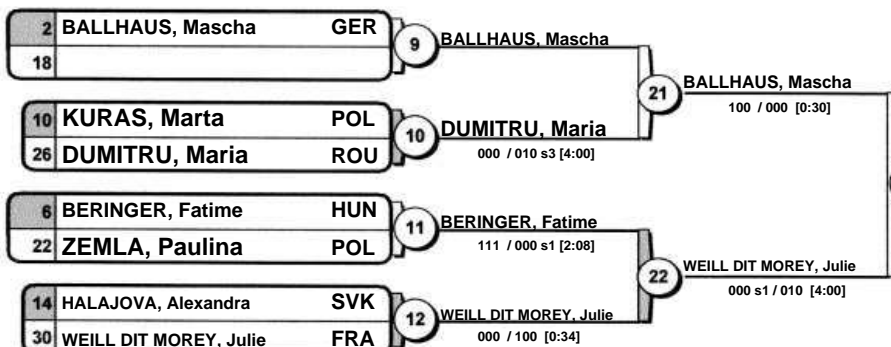 2 BALLHAUS, Mascha GER
18
9
BALLHAUS, Mascha
10 KURAS, Marta POL
26 DUMITRU, Maria ROU
10
DUMITRU, Maria
000 / 010 s3 [4:00]
21
BALLHAUS, Mascha
100 / 000 [0:30]
6 BERINGER, Fatime HUN
22 ZEMLA, Paulina POL
11
BERINGER, Fatime
111 / 000 s1 [2:08]
14 HALAJOVA, Alexandra SVK
30 WEILL DIT MOREY, Julie FRA
12
WEILL DIT MOREY, Julie
000 / 100 [0:34]
22
WEILL DIT MOREY, Julie
000 s1 / 010 [4:00]